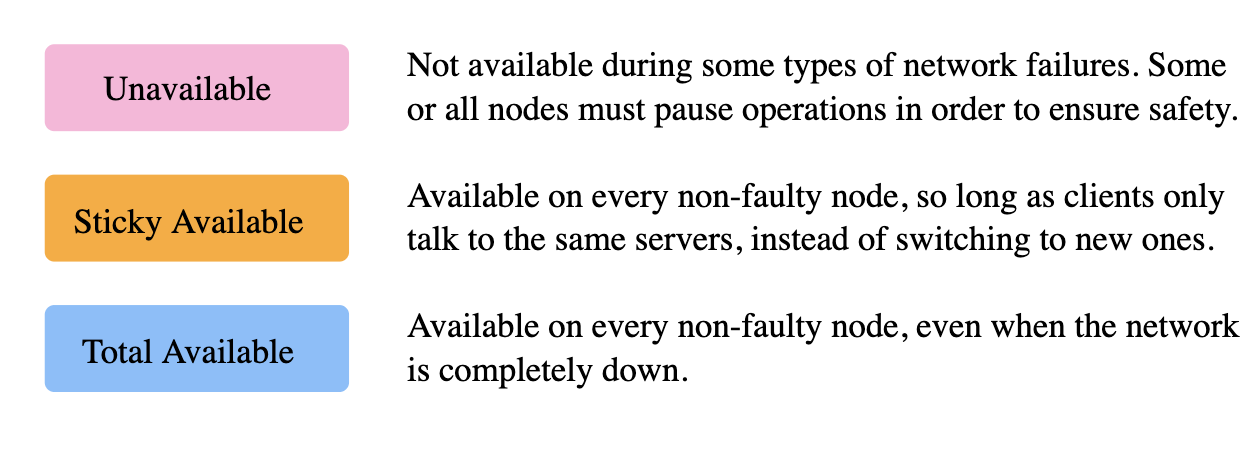 Unavailable
Not available during some types of network failures. Some
or all nodes must pause operations in order to ensure safety.
Sticky Available
Available on every non-faulty node, so long as clients only
talk to the same servers, instead of switching to new ones.
Total Available
Available on every non-faulty node, even when the network
is completely down.